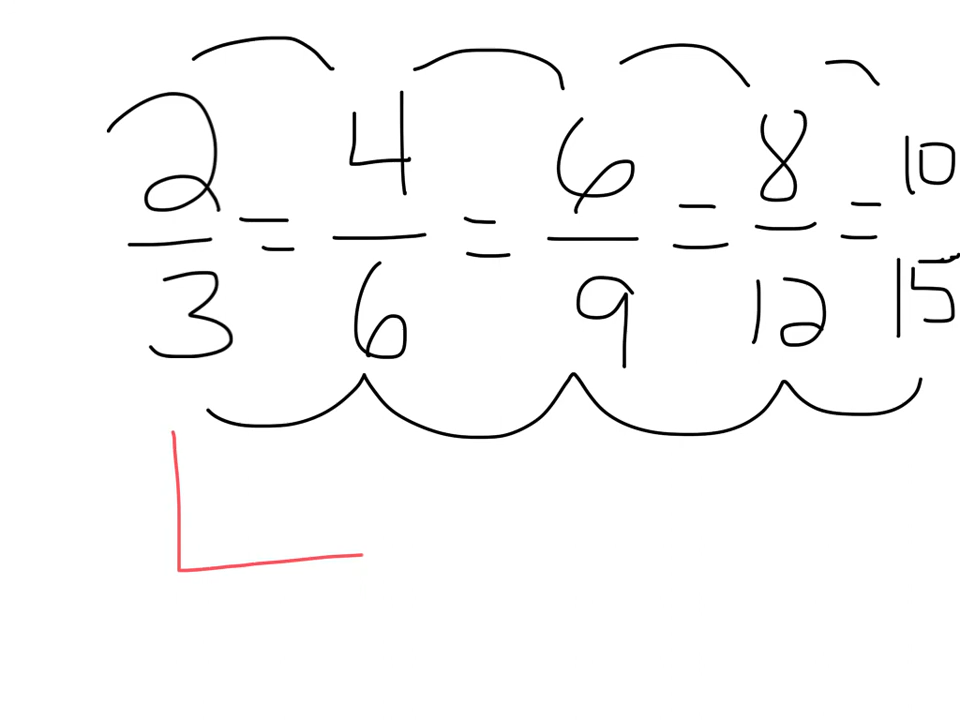 2/3 = 4/6 = 6/9 = 8/12 = 10/15